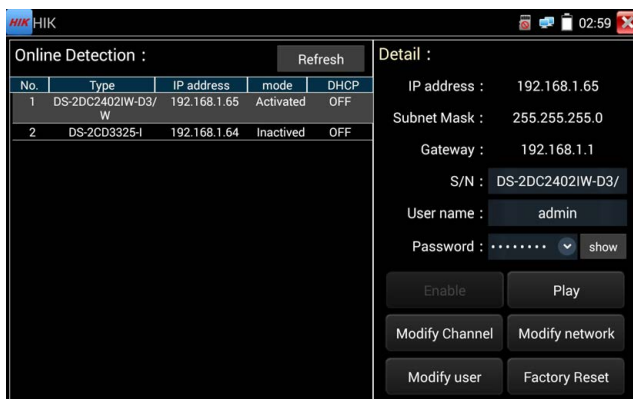 HIK HIK 02:59
Online Detection : Refresh
No. Type IP address mode DHCP
1 DS-2DC2402IW-D3/ 192.168.1.65 Activated OFF
W
2 DS-2CD3325-I 192.168.1.64 Inactived OFF
Detail :
IP address : 192.168.1.65
Subnet Mask : 255.255.255.0
Gateway : 192.168.1.1
S/N : DS-2DC2402IW-D3/
User name : admin
Password : •••••••• show
Enable Play
Modify Channel Modify network
Modify user Factory Reset